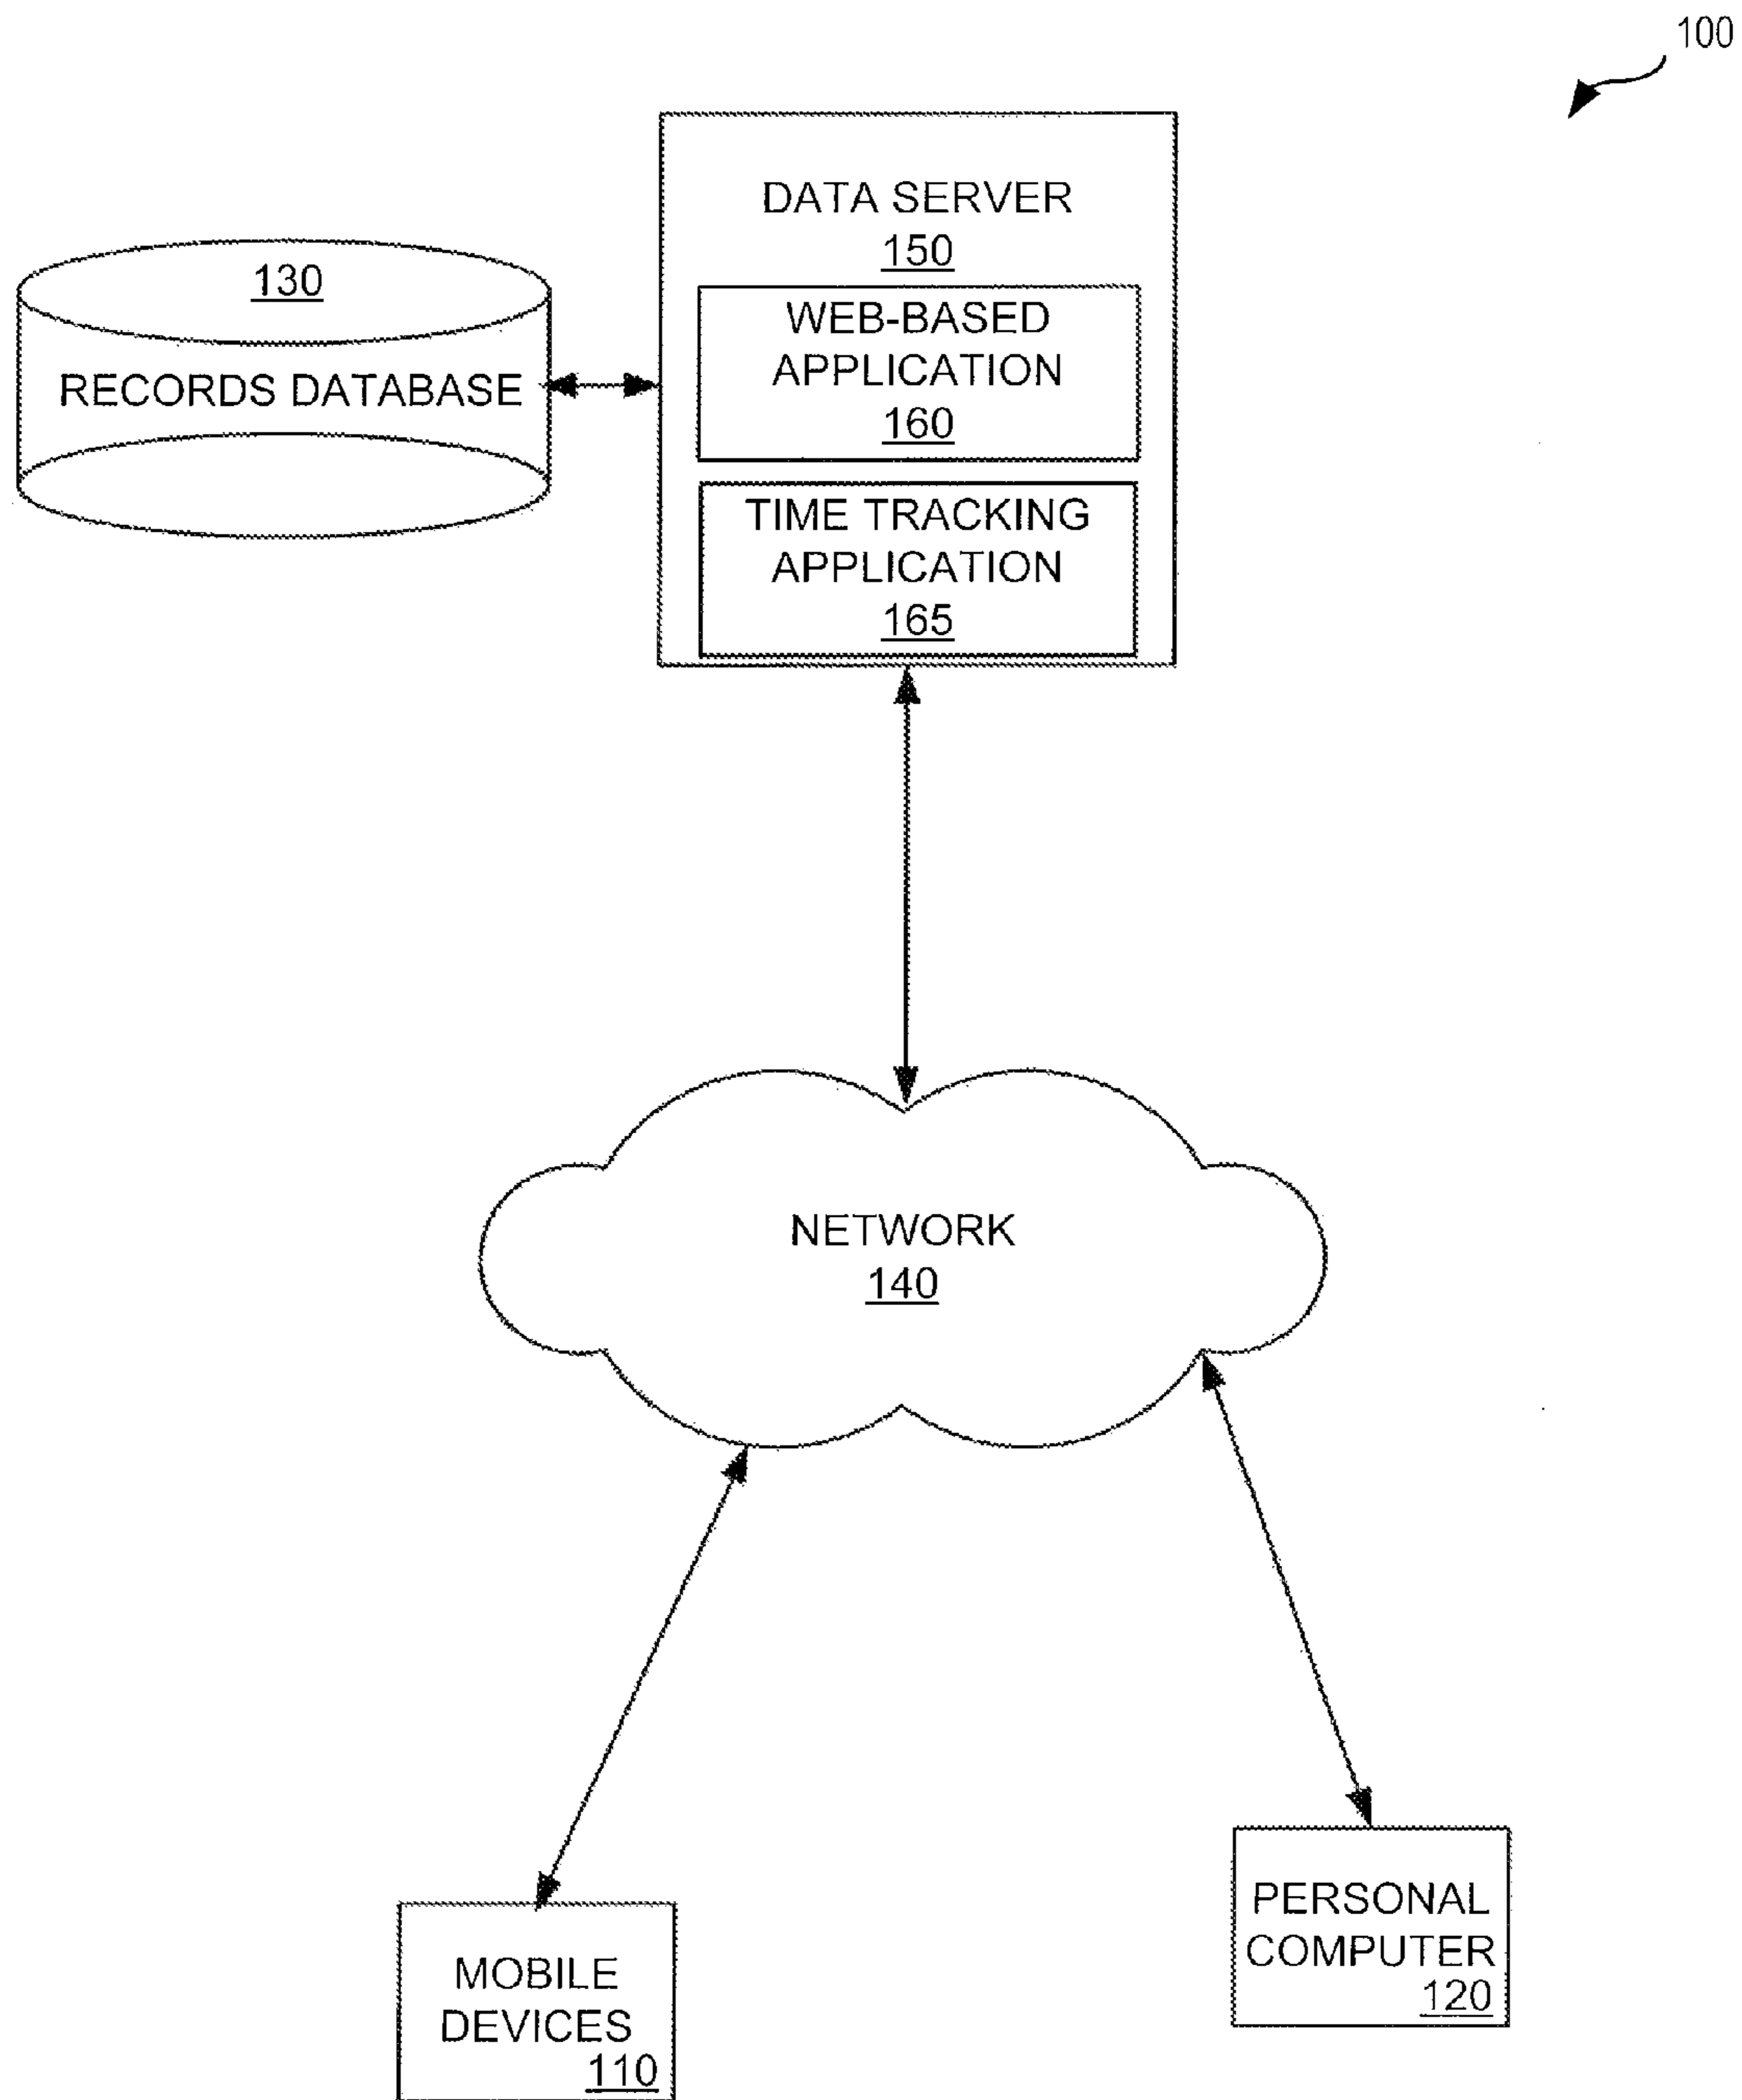 100
DATA SERVER
150
130
RECORDS DATABASE
WEB-BASED
APPLICATION
160
TIME TRACKING
APPLICATION
165
NETWORK
140
PERSONAL
COMPUTER
120
MOBILE
DEVICES
110